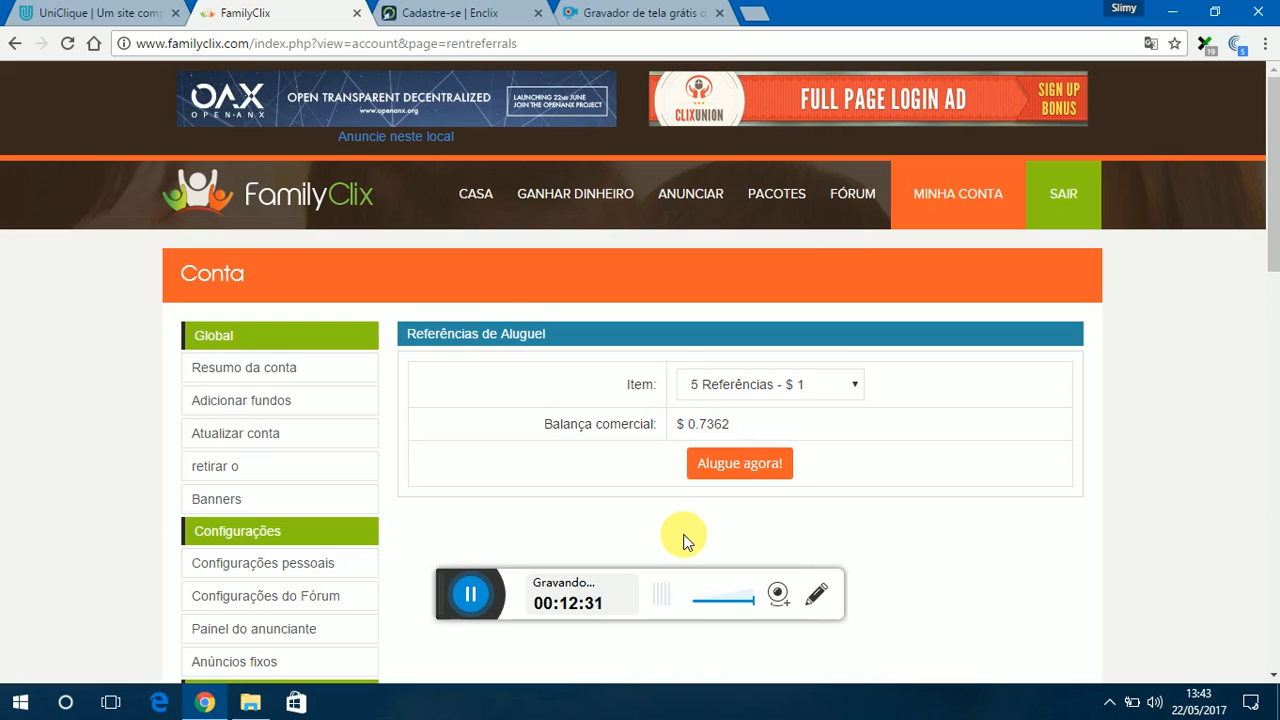 UniClique | Um site comp
FamilyClix
Cadastre-se | Enclix
Gravador de tela grátis d
Slimy
www.familyclix.com/index.php?view=account&page=rentreferrals
19
5
OAX
OPENANX
OPEN TRANSPARENT DECENTRALIZED
www.openanx.org
LAUNCHING 22ND JUNE
JOIN THE OPENANX PROJECT
CLIXUNION
FULL PAGE LOGIN AD
SIGN UP
BONUS
Anuncie neste local
FamilyClix
CASA
GANHAR DINHEIRO
ANUNCIAR
PACOTES
FÓRUM
MINHA CONTA
SAIR
Conta
Global
Resumo da conta
Adicionar fundos
Atualizar conta
retirar o
Banners
Configurações
Configurações pessoais
Configurações do Fórum
Painel do anunciante
Anúncios fixos
Referências de Aluguel
Item:
5 Referências - $ 1
Balança comercial:
$ 0.7362
Alugue agora!
Gravando...
00:12:31
13:43
22/05/2017